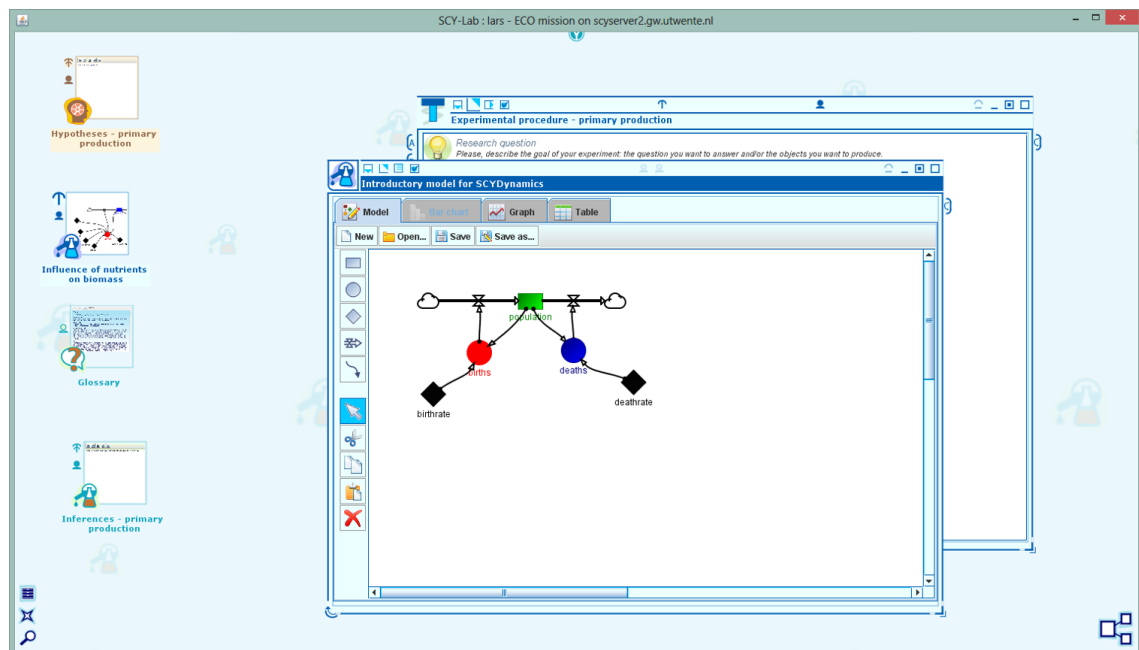 SCY-Lab : lars - ECO mission on scyserver2.gw.utwente.nl
Hypotheses - primary
production
Experimental procedure - primary production
Research question
Please, describe the goal of your experiment: the question you want to answer and/or the objects you want to produce.
Introductory model for SCYDynamics
Model
Bar chart
Graph
Table
New
Open...
Save
Save as...
Influence of nutrients
on biomass
population
births
deaths
birthrate
deathrate
Glossary
Inferences - primary
production